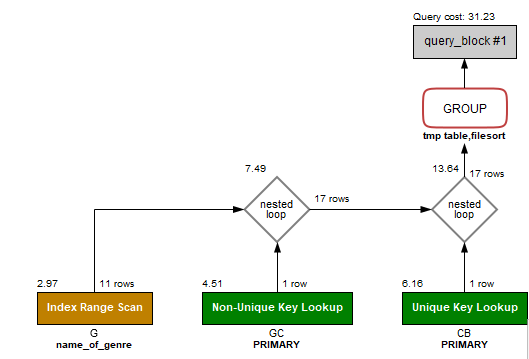 Query cost: 31.23
query_block #1
GROUP
tmp table,filesort
7.49
13.64
17 rows
nested
loop
17 rows
nested
loop
2.97
11 rows
4.51
1 row
6.16
1 row
Index Range Scan
Non-Unique Key Lookup
Unique Key Lookup
G
GC
CB
name_of_genre
PRIMARY
PRIMARY